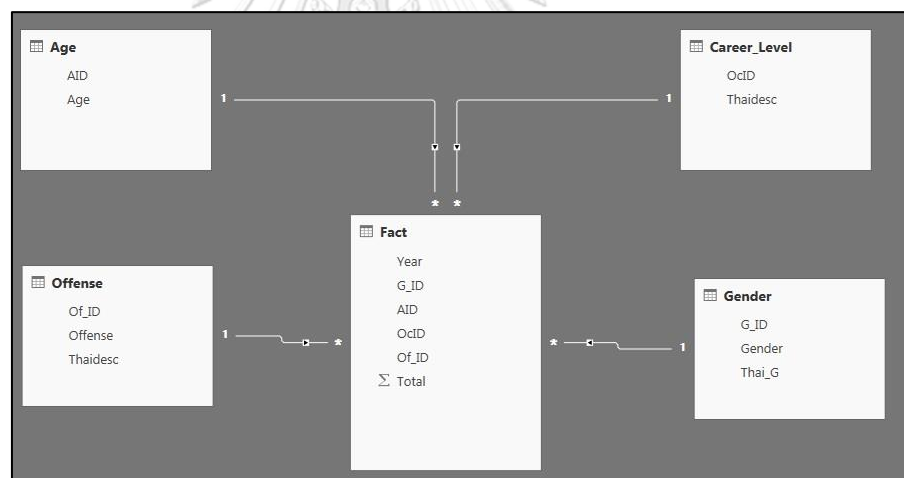 Age
AID
Age
Career_Level
OcID
Thaidesc
1
1
* *
Fact
Year
G_ID
AID
OcID
Of_ID
Σ Total
Offense
Of_ID
Offense
Thaidesc
1
*
Gender
G_ID
Gender
Thai_G
*
1